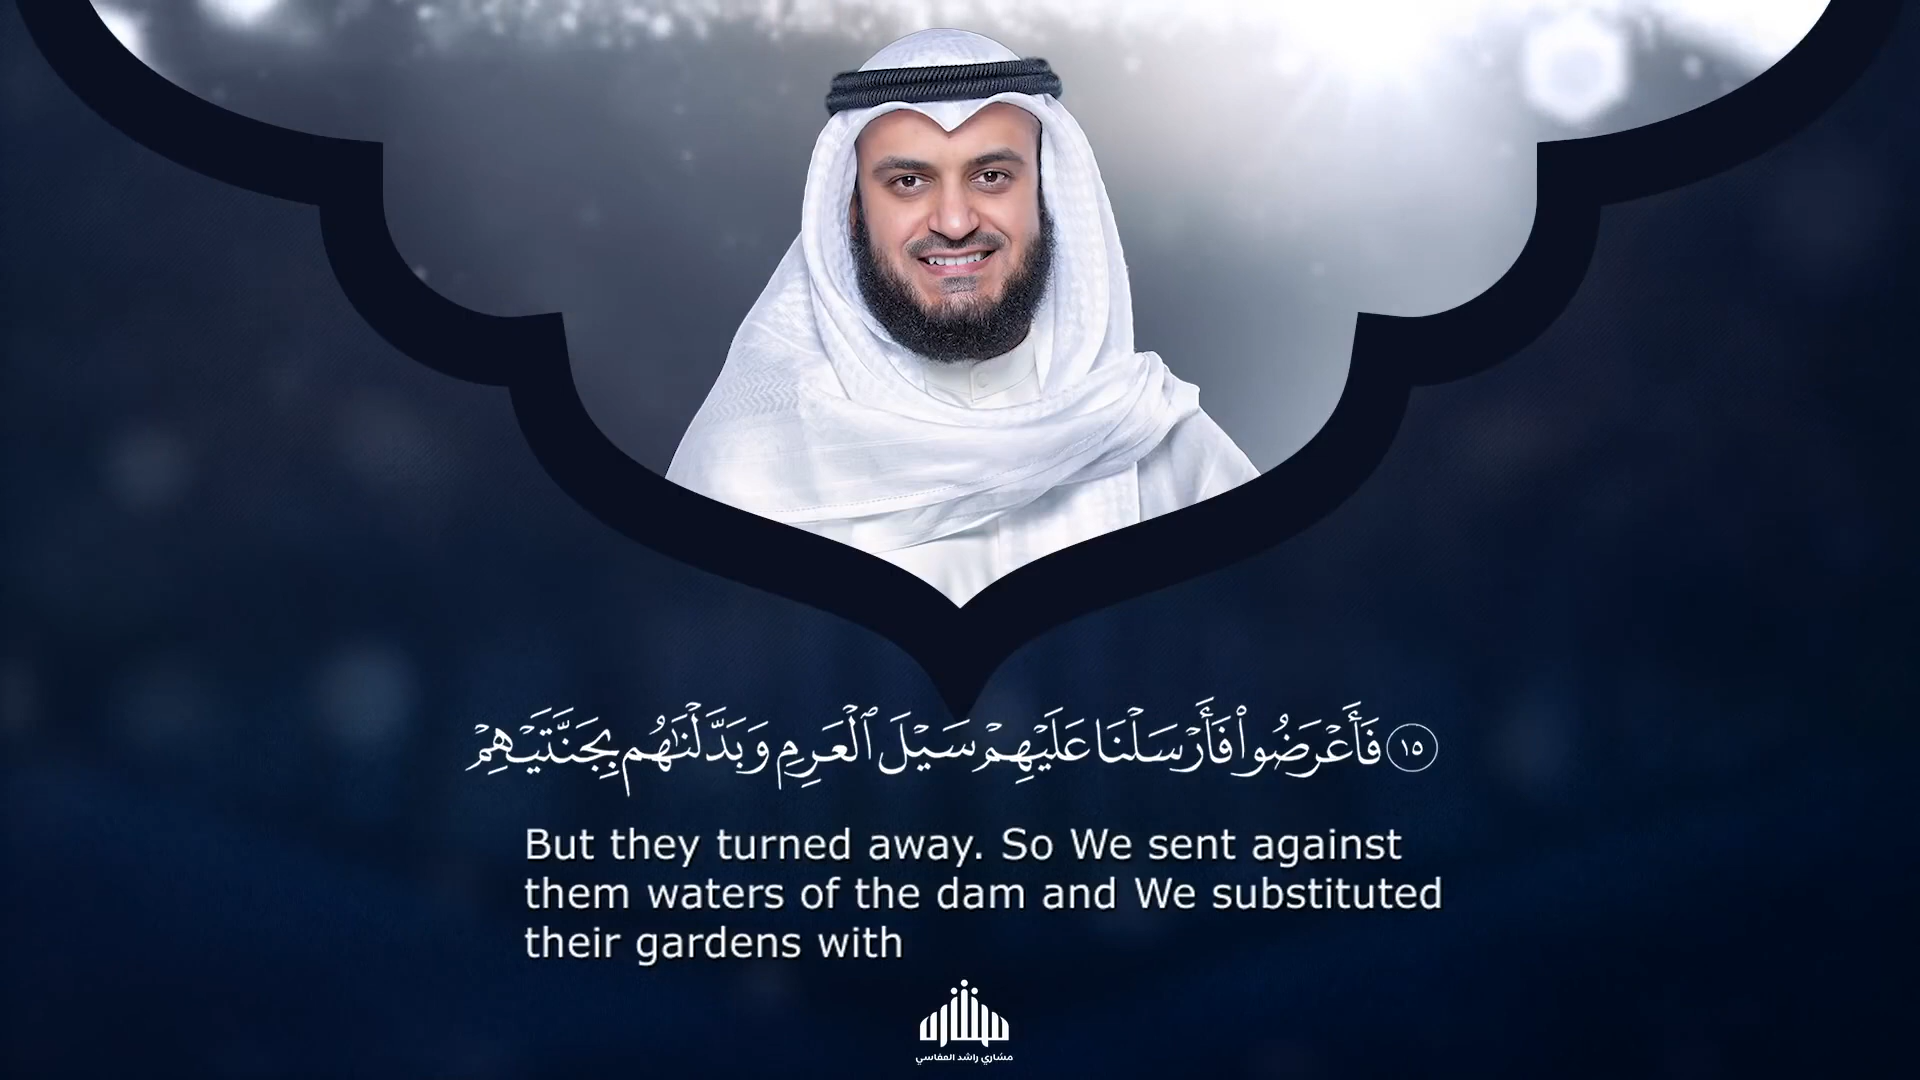 ١٥ فَأَعْرَضُوا۟ فَأَرْسَلْنَا عَلَيْهِمْ سَيْلَ ٱلْعَرِمِ وَبَدَّلْنَـٰهُم بِجَنَّتَيْهِمْ
But they turned away. So We sent against
them waters of the dam and We substituted
their gardens with
مشاري راشد العفاسي